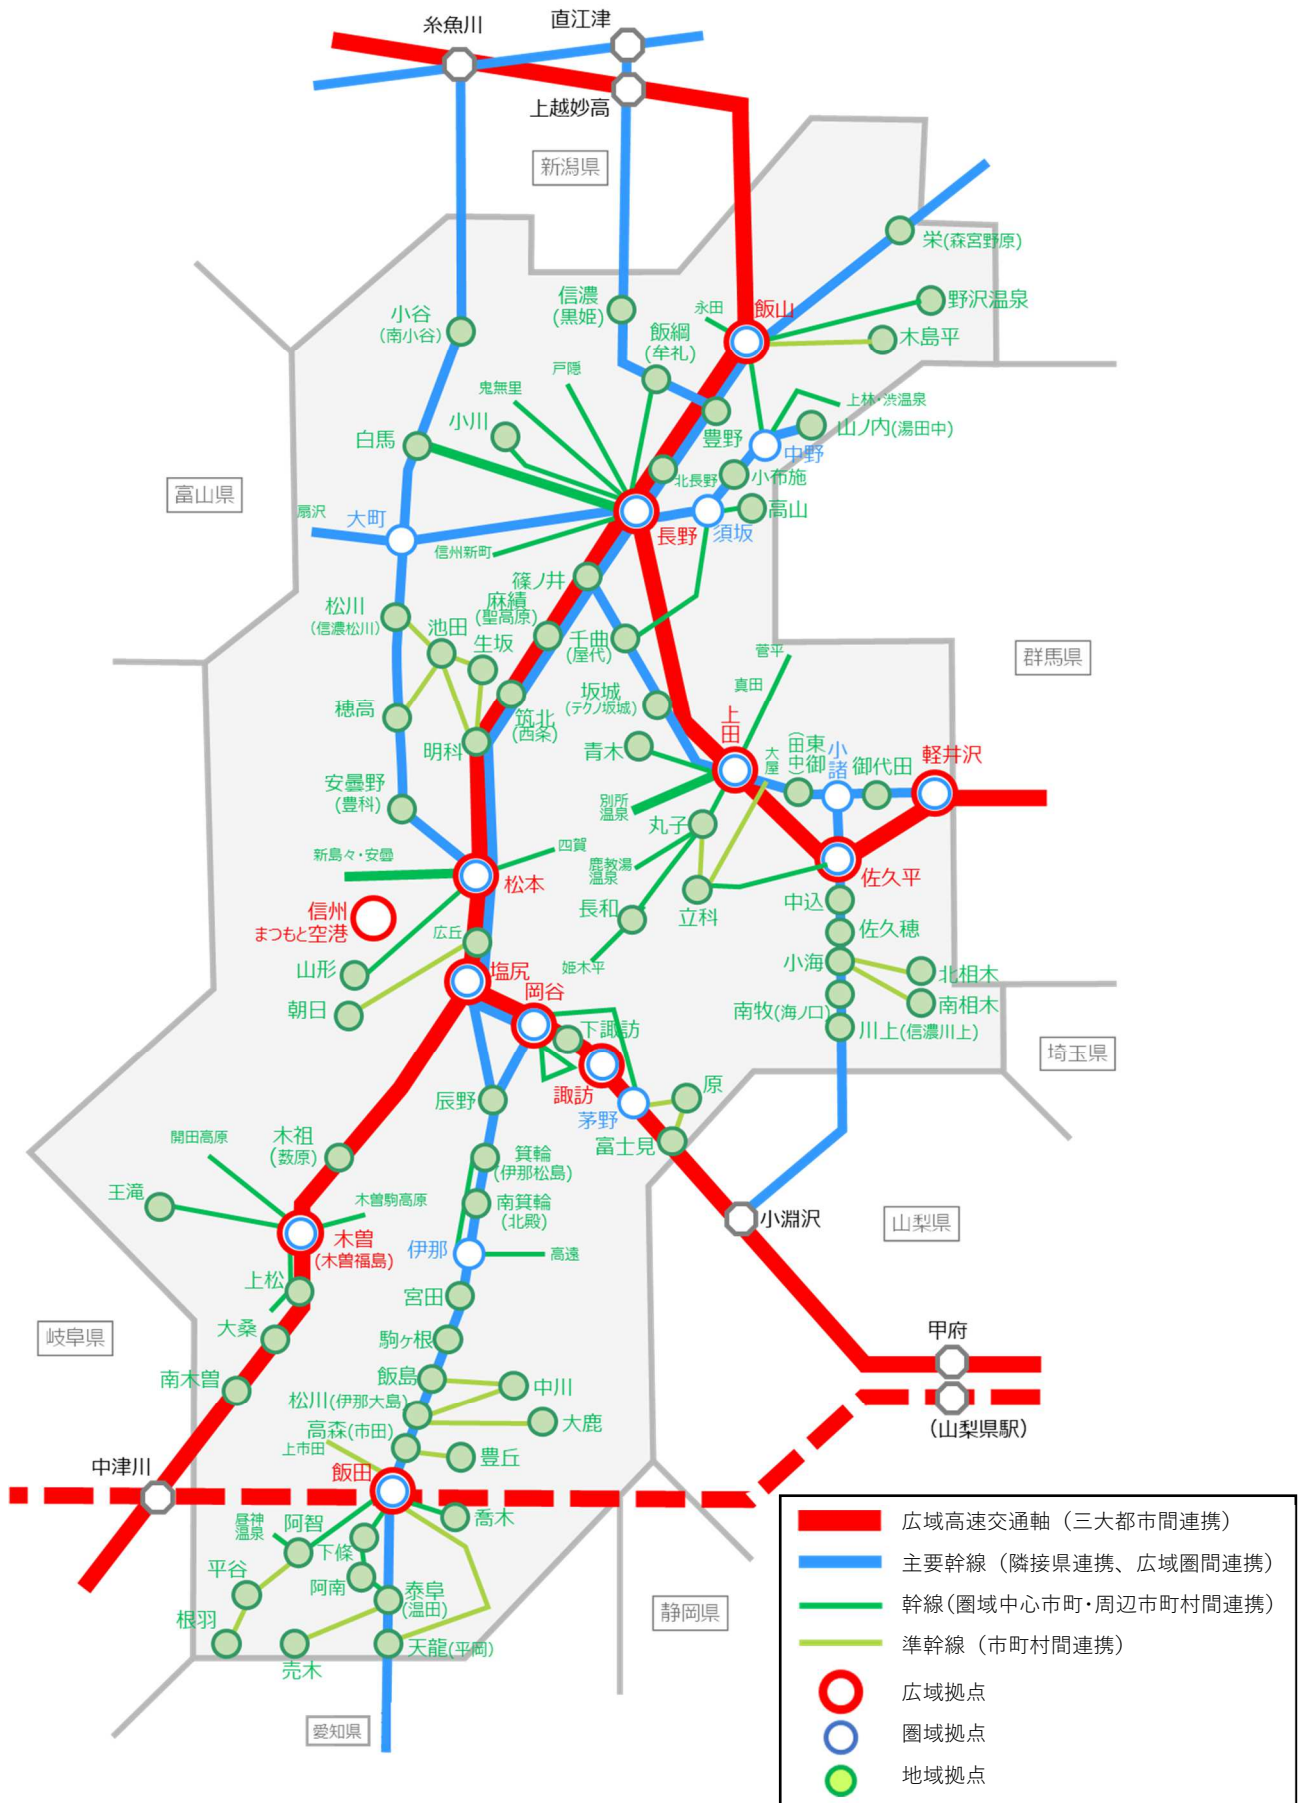 糸魚川
直江津
上越妙高
新潟県
栄(森宮野原)
野沢温泉
飯山
永田
木島平
信濃
(黒姫)
飯綱
(牟礼)
小谷
(南小谷)
戸隠
鬼無里
小川
上林・渋温泉
山ノ内(湯田中)
豊野
中野
白馬
北長野
小布施
富山県
扇沢
大町
長野
須坂
高山
信州新町
篠ノ井
麻績
(聖高原)
松川
(信濃松川)
池田
生坂
千曲
(屋代)
菅平
群馬県
真田
坂城
(テクノ坂城)
穂高
筑北
(西条)
明科
上田
青木
大屋
東御
(田中)
小諸
御代田
軽井沢
安曇野
(豊科)
別所
温泉
丸子
新島々・安曇
四賀
鹿教湯
温泉
松本
佐久平
信州
まつもと空港
長和
立科
中込
広丘
佐久穂
山形
姫木平
小海
北相木
塩尻
岡谷
朝日
南牧(海ノ口)
南相木
下諏訪
川上(信濃川上)
埼玉県
諏訪
原
辰野
茅野
開田高原
木祖
(薮原)
箕輪
(伊那松島)
富士見
王滝
木曽駒高原
南箕輪
(北殿)
小淵沢
山梨県
木曽
(木曽福島)
伊那
高遠
上松
宮田
岐阜県
大桑
駒ヶ根
甲府
南木曽
飯島
中川
松川(伊那大島)
大鹿
(山梨県駅)
高森(市田)
上市田
豊丘
中津川
飯田
昼神
温泉
阿智
喬木
下條
平谷
阿南
泰阜
(温田)
静岡県
根羽
売木
天龍(平岡)
愛知県
広域高速交通軸（三大都市間連携）
主要幹線（隣接県連携、広域圏間連携）
幹線(圏域中心市町・周辺市町村間連携)
準幹線（市町村間連携）
広域拠点
圏域拠点
地域拠点